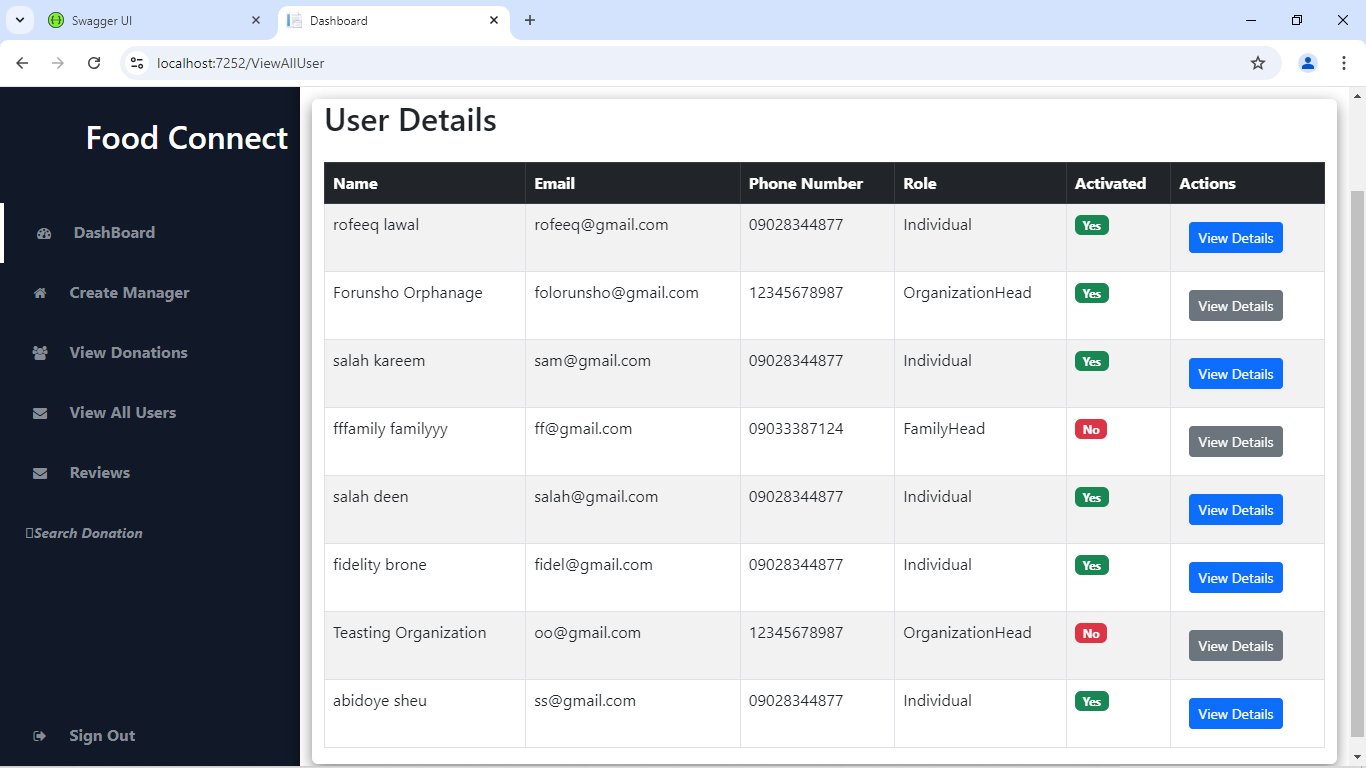 Swagger UI
Dashboard
localhost:7252/ViewAllUser
Food Connect
DashBoard
Create Manager
View Donations
View All Users
Reviews
Search Donation
Sign Out
User Details
Name Email Phone Number Role Activated Actions
rofeeq lawal rofeeq@gmail.com 09028344877 Individual Yes View Details
Forunsho Orphanage folorunsho@gmail.com 12345678987 OrganizationHead Yes View Details
salah kareem sam@gmail.com 09028344877 Individual Yes View Details
fffamily familyyy ff@gmail.com 09033387124 FamilyHead No View Details
salah deen salah@gmail.com 09028344877 Individual Yes View Details
fidelity brone fidel@gmail.com 09028344877 Individual Yes View Details
Teasting Organization oo@gmail.com 12345678987 OrganizationHead No View Details
abidoye sheu ss@gmail.com 09028344877 Individual Yes View Details